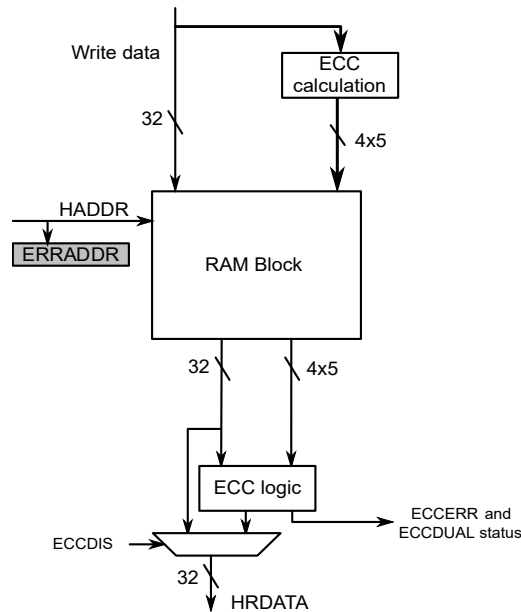 Write data
ECC
calculation
32
4x5
HADDR
ERRADDR
RAM Block
32
4x5
ECC logic
ECCERR and
ECCDUAL status
ECCDIS
32
HRDATA